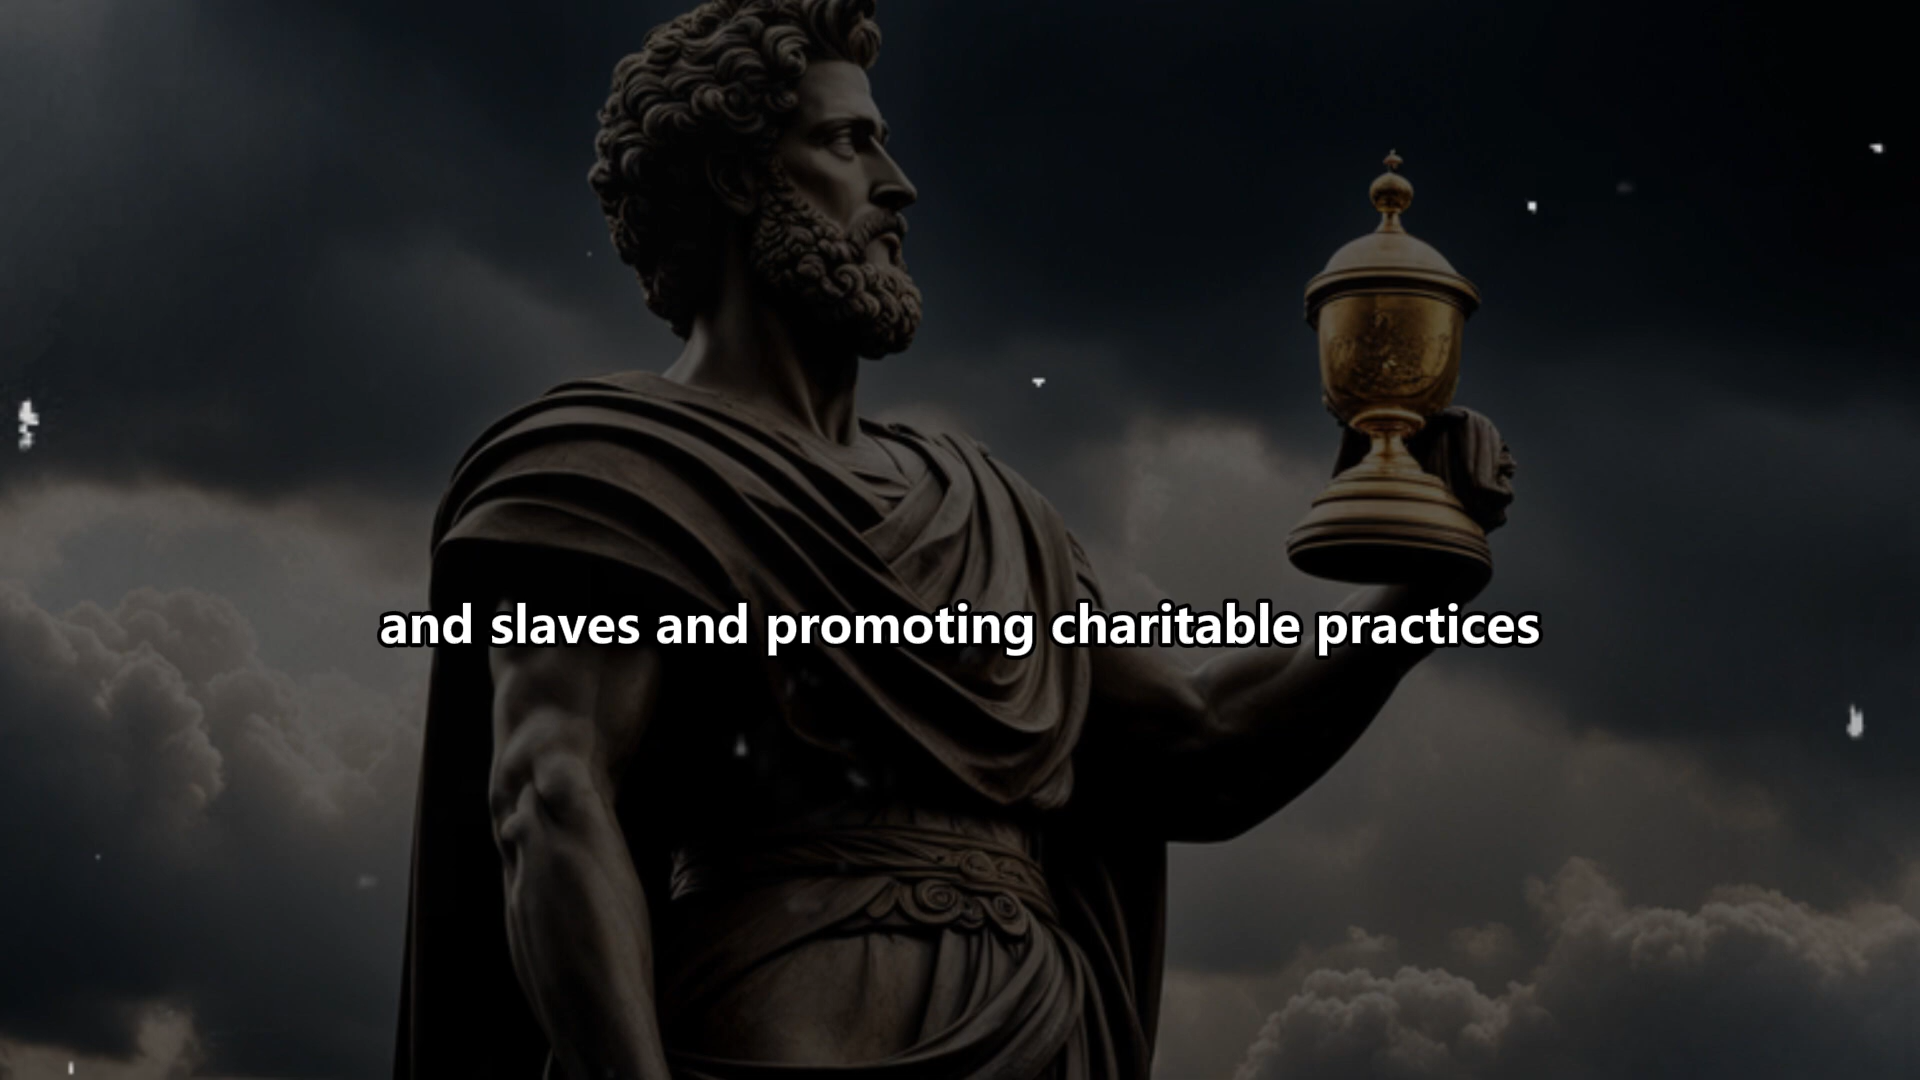 and slaves and promoting charitable practices